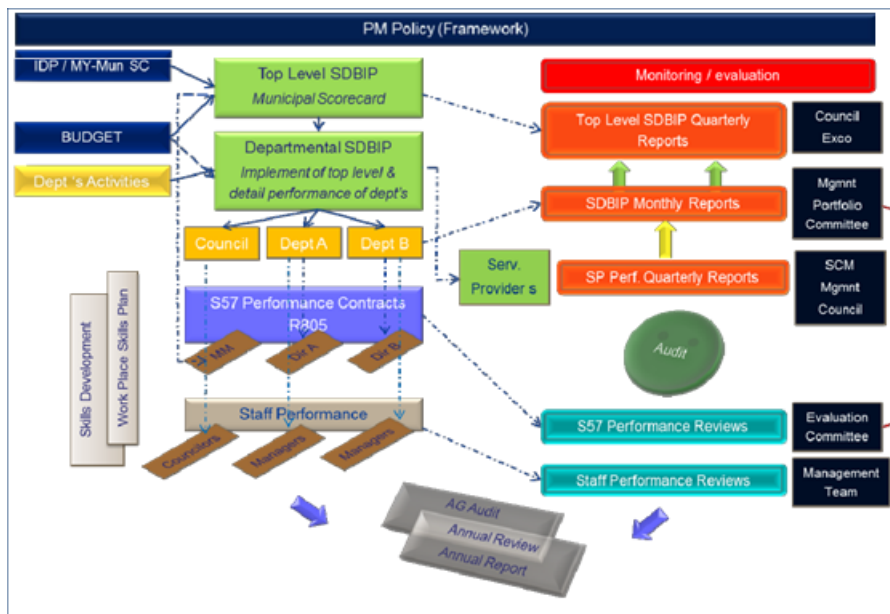 PM Policy (Framework)
IDP / MY-Mun SC
BUDGET
Dept 's Activities
Top Level SDBIP
Municipal Scorecard
Departmental SDBIP
Implement of top level &
detail performance of dept's
Council
Dept A
Dept B
Serv.
Provider s
S57 Performance Contracts
R805
MM
Dir A
Dir B
Skills Development
Work Place Skills Plan
Staff Performance
Councilors
Managers
Managers
Monitoring / evaluation
Top Level SDBIP Quarterly
Reports
Council
Exco
SDBIP Monthly Reports
Mgmnt
Portfolio
Committee
SP Perf. Quarterly Reports
SCM
Mgmnt
Council
Audit
S57 Performance Reviews
Evaluation
Committee
Staff Performance Reviews
Management
Team
AG Audit
Annual Review
Annual Report